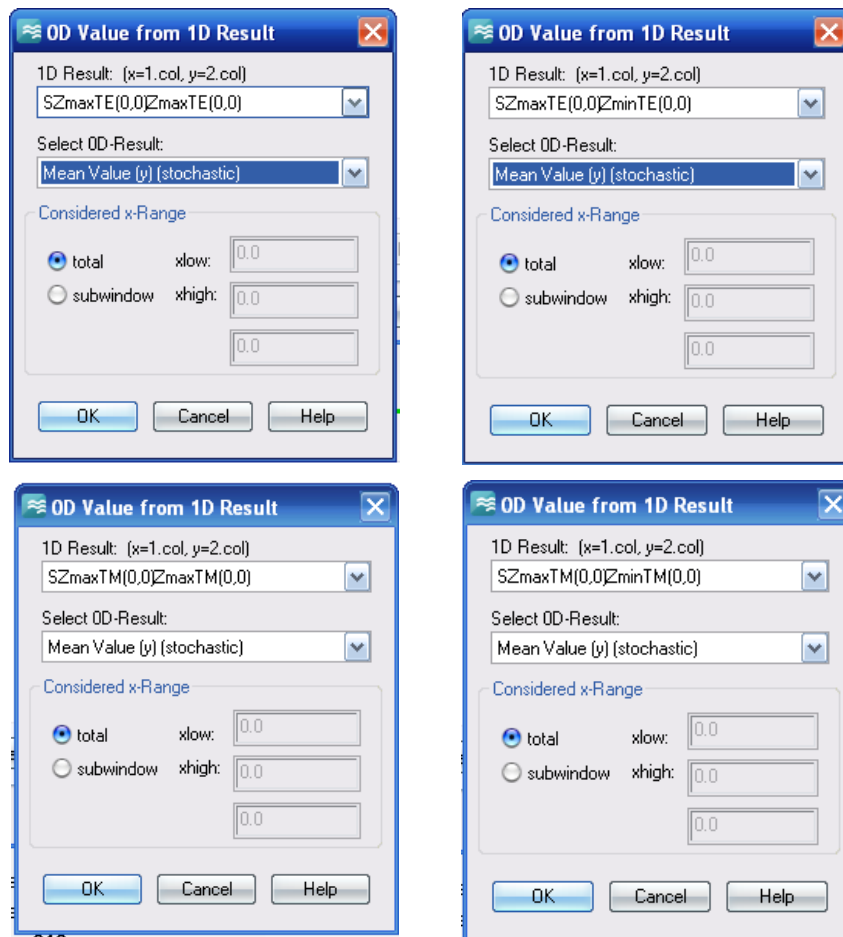 0D Value from 1D Result
1D Result: (x=1.col, y=2.col)
SZmaxTE(0,0)ZmaxTE(0,0)
Select 0D-Result:
Mean Value (y) (stochastic)
Considered x-Range
total xlow: 0.0
subwindow xhigh: 0.0
0.0
OK Cancel Help
0D Value from 1D Result
1D Result: (x=1.col, y=2.col)
SZmaxTE(0,0)ZminTE(0,0)
Select 0D-Result:
Mean Value (y) (stochastic)
Considered x-Range
total xlow: 0.0
subwindow xhigh: 0.0
0.0
OK Cancel Help
0D Value from 1D Result
1D Result: (x=1.col, y=2.col)
SZmaxTM(0,0)ZmaxTM(0,0)
Select 0D-Result:
Mean Value (y) (stochastic)
Considered x-Range
total xlow: 0.0
subwindow xhigh: 0.0
0.0
OK Cancel Help
0D Value from 1D Result
1D Result: (x=1.col, y=2.col)
SZmaxTM(0,0)ZminTM(0,0)
Select 0D-Result:
Mean Value (y) (stochastic)
Considered x-Range
total xlow: 0.0
subwindow xhigh: 0.0
0.0
OK Cancel Help